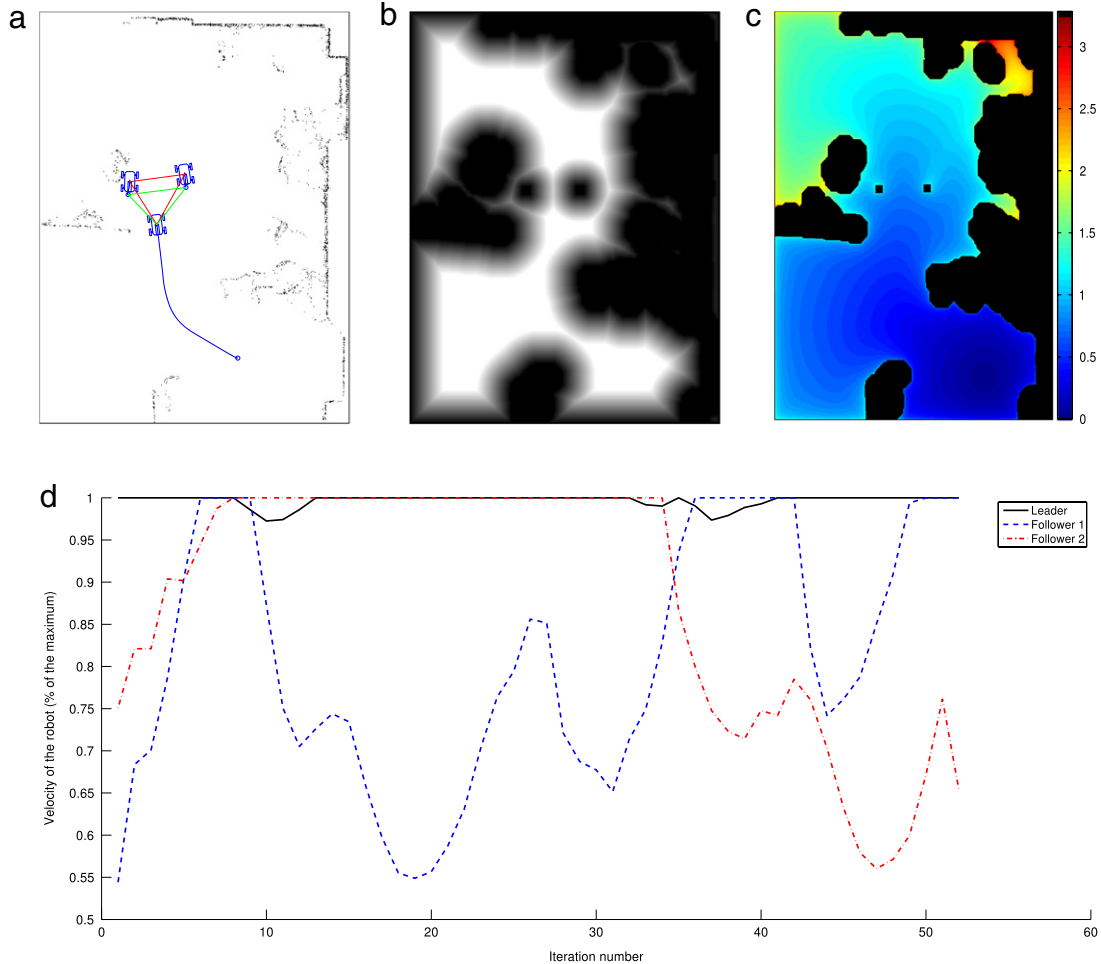 a
b
c
3
2.5
2
1.5
1
0.5
0
d
1
0.95
0.9
0.85
0.8
0.75
0.7
0.65
0.6
0.55
0.5
Velocity of the robot (% of the maximum)
Leader
Follower 1
Follower 2
0 10 20 30 40 50 60
Iteration number